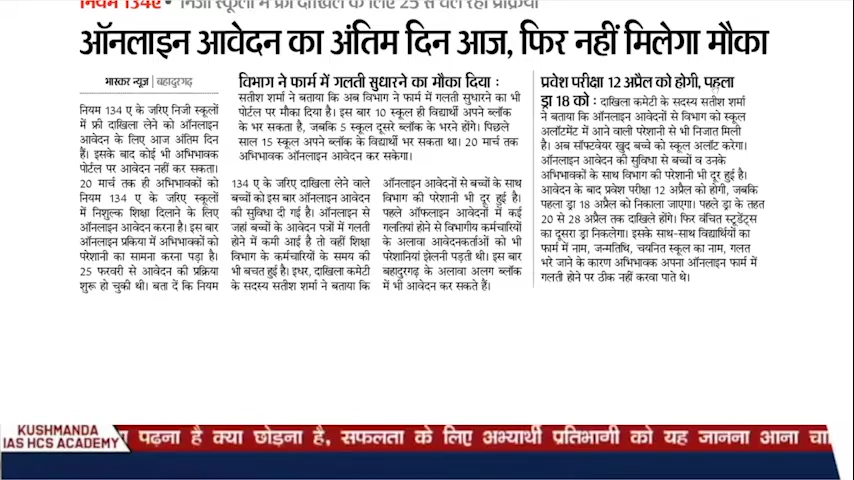 नियम 134ए • निजी स्कूलों में फ्री दाखिले के लिए 25 से चल रही प्रक्रिया
ऑनलाइन आवेदन का अंतिम दिन आज, फिर नहीं मिलेगा मौका
भास्कर न्यूज | बहादुरगढ़
नियम 134 ए के जरिए निजी स्कूलों
में फ्री दाखिला लेने को ऑनलाइन
आवेदन के लिए आज अंतिम दिन
हैं। इसके बाद कोई भी अभिभावक
पोर्टल पर आवेदन नहीं कर सकता।
20 मार्च तक ही अभिभावकों को
नियम 134 ए के जरिए स्कूलों
में निशुल्क शिक्षा दिलाने के लिए
ऑनलाइन आवेदन करना है। इस बार
ऑनलाइन प्रकिया में अभिभावकों को
परेशानी का सामना करना पड़ा है।
25 फरवरी से आवेदन की प्रक्रिया
शुरू हो चुकी थी। बता दें कि नियम
विभाग ने फार्म में गलती सुधारने का मौका दिया :
सतीश शर्मा ने बताया कि अब विभाग ने फार्म में गलती सुधारने का भी
पोर्टल पर मौका दिया है। इस बार 10 स्कूल ही विद्यार्थी अपने ब्लॉक
के भर सकता है, जबकि 5 स्कूल दूसरे ब्लॉक के भरने होंगे। पिछले
साल 15 स्कूल अपने ब्लॉक के विद्यार्थी भर सकता था। 20 मार्च तक
अभिभावक ऑनलाइन आवेदन कर सकेगा।
134 ए के जरिए दाखिला लेने वाले
बच्चों को इस बार ऑनलाइन आवेदन
की सुविधा दी गई है। ऑनलाइन से
जहां बच्चों के आवेदन पत्रों में गलती
होने में कमी आई है तो वहीं शिक्षा
विभाग के कर्मचारियों के समय की
भी बचत हुई है। इधर, दाखिला कमेटी
के सदस्य सतीश शर्मा ने बताया कि
ऑनलाइन आवेदनों से बच्चों के साथ
विभाग की परेशानी भी दूर हुई है।
पहले ऑफलाइन आवेदनों में कई
गलतियां होने से विभागीय कर्मचारियों
के अलावा आवेदनकर्ताओं को भी
परेशानियां झेलनी पड़ती थी। इस बार
बहादुरगढ़ के अलावा अलग ब्लॉक
में भी आवेदन कर सकते हैं।
प्रवेश परीक्षा 12 अप्रैल को होगी, पहला
ड्रा 18 को : दाखिला कमेटी के सदस्य सतीश शर्मा
ने बताया कि ऑनलाइन आवेदनों से विभाग को स्कूल
अलॉटमेंट में आने वाली परेशानी से भी निजात मिली
है। अब सॉफ्टवेयर खुद बच्चे को स्कूल अलॉट करेगा।
ऑनलाइन आवेदन की सुविधा से बच्चों व उनके
अभिभावकों के साथ विभाग की परेशानी भी दूर हुई है।
आवेदन के बाद प्रवेश परीक्षा 12 अप्रैल को होगी, जबकि
पहला ड्रा 18 अप्रैल को निकाला जाएगा। पहले ड्रा के तहत
20 से 28 अप्रैल तक दाखिले होंगे। फिर वंचित स्टूडेंट्स
का दूसरा ड्रा निकलेगा। इसके साथ-साथ विद्यार्थियों का
फार्म में नाम, जन्मतिथि, चयनित स्कूल का नाम, गलत
भरे जाने के कारण अभिभावक अपना ऑनलाइन फार्म में
गलती होने पर ठीक नहीं करवा पाते थे।
KUSHMANDA
IAS HCS ACADEMY
पढ़ना है क्या छोड़ना है, सफलता के लिए अभ्यार्थी प्रतिभागी को यह जानना आना